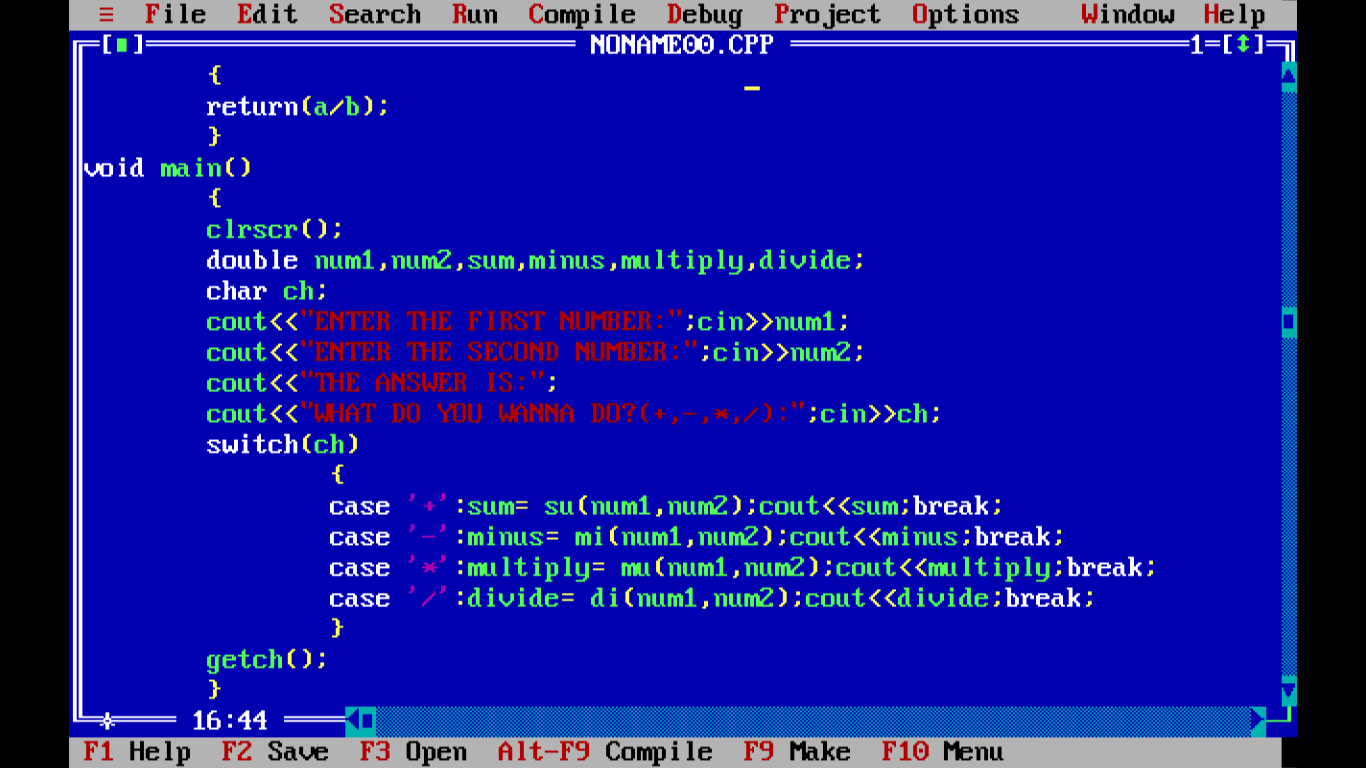 ≡ File Edit Search Run Compile Debug Project Options Window Help
[■] NONAME00.CPP 1=[↕]
{
return(a/b);
}
void main()
{
clrscr();
double num1,num2,sum,minus,multiply,divide;
char ch;
cout<<"ENTER THE FIRST NUMBER:";cin>>num1;
cout<<"ENTER THE SECOND NUMBER:";cin>>num2;
cout<<"THE ANSWER IS:";
cout<<"WHAT DO YOU WANNA DO?(+,-,*,/):";cin>>ch;
switch(ch)
{
case '+':sum= su(num1,num2);cout<<sum;break;
case '-':minus= mi(num1,num2);cout<<minus;break;
case '*':multiply= mu(num1,num2);cout<<multiply;break;
case '/':divide= di(num1,num2);cout<<divide;break;
}
getch();
}
16:44
F1 Help F2 Save F3 Open Alt-F9 Compile F9 Make F10 Menu